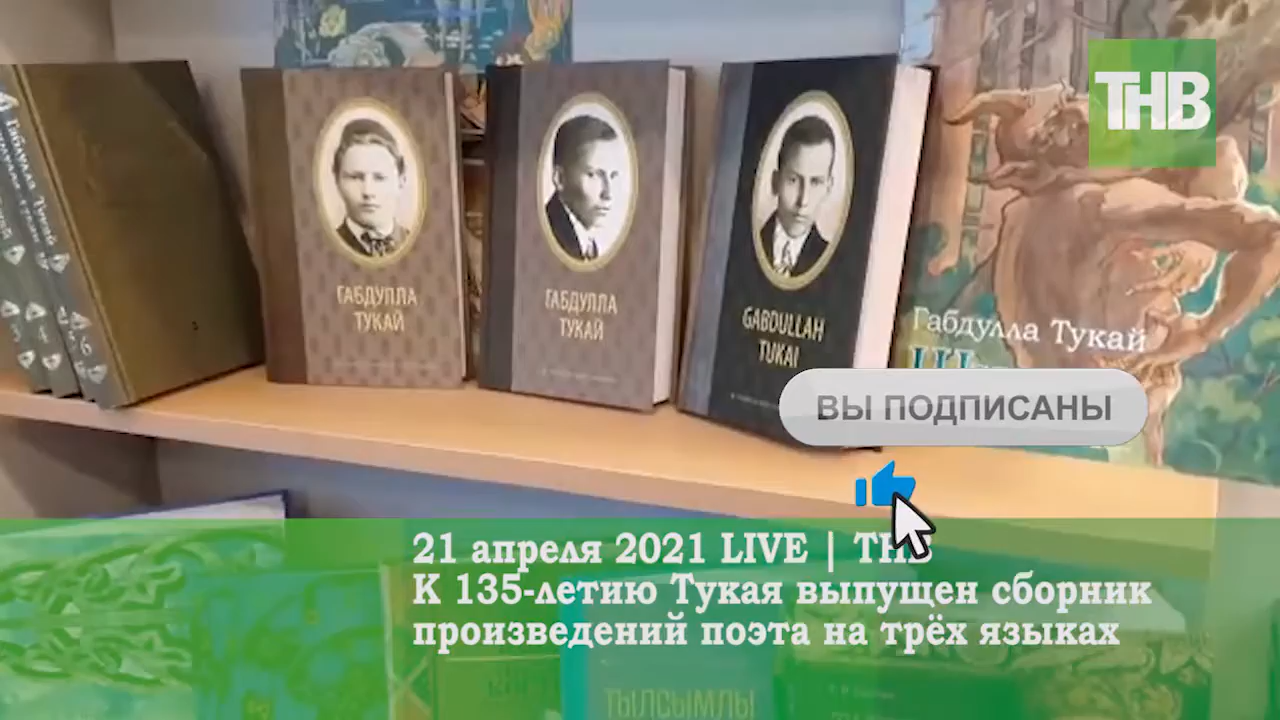 ТНВ
ГАБДУЛЛА
ТУКАЙ
ГАБДУЛЛА
ТУКАЙ
GABDULLAH
TUKAI
Габдулла Тукай
Габдулла Тукай
ВЫ ПОДПИСАНЫ
21 апреля 2021 LIVE | ТНВ
К 135-летию Тукая выпущен сборник
произведений поэта на трёх языках
ТЫЛСЫМЛЫ